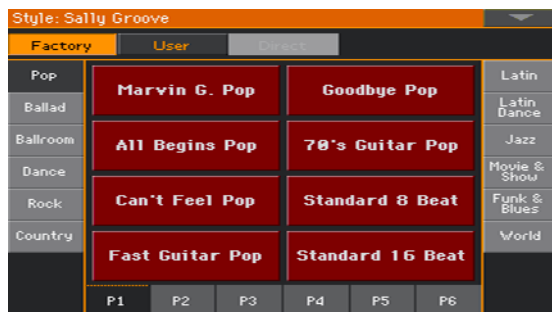 Style: Sally Groove
Factory
User
Direct
Pop
Ballad
Ballroom
Dance
Rock
Country
Marvin G. Pop
Goodbye Pop
All Begins Pop
70's Guitar Pop
Can't Feel Pop
Standard 8 Beat
Fast Guitar Pop
Standard 16 Beat
Latin
Latin
Dance
Jazz
Movie &
Show
Funk &
Blues
World
P1
P2
P3
P4
P5
P6